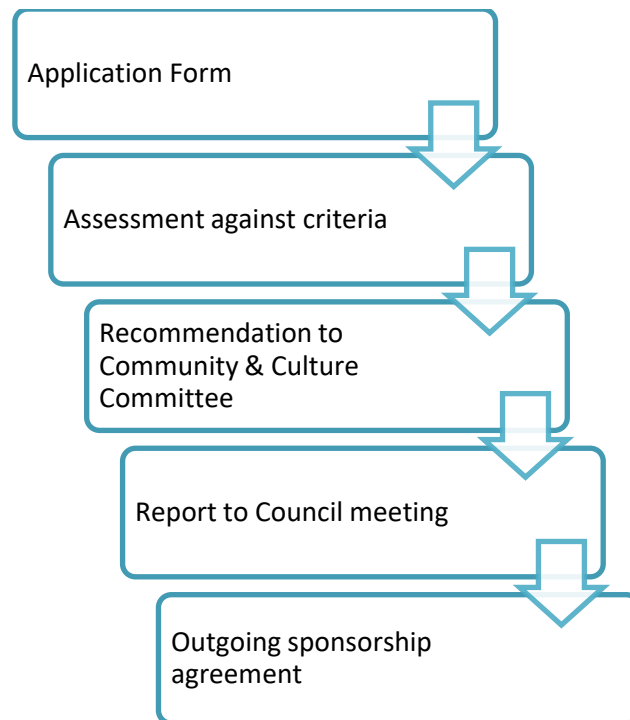 Application Form
Assessment against criteria
Recommendation to
Community & Culture
Committee
Report to Council meeting
Outgoing sponsorship
agreement